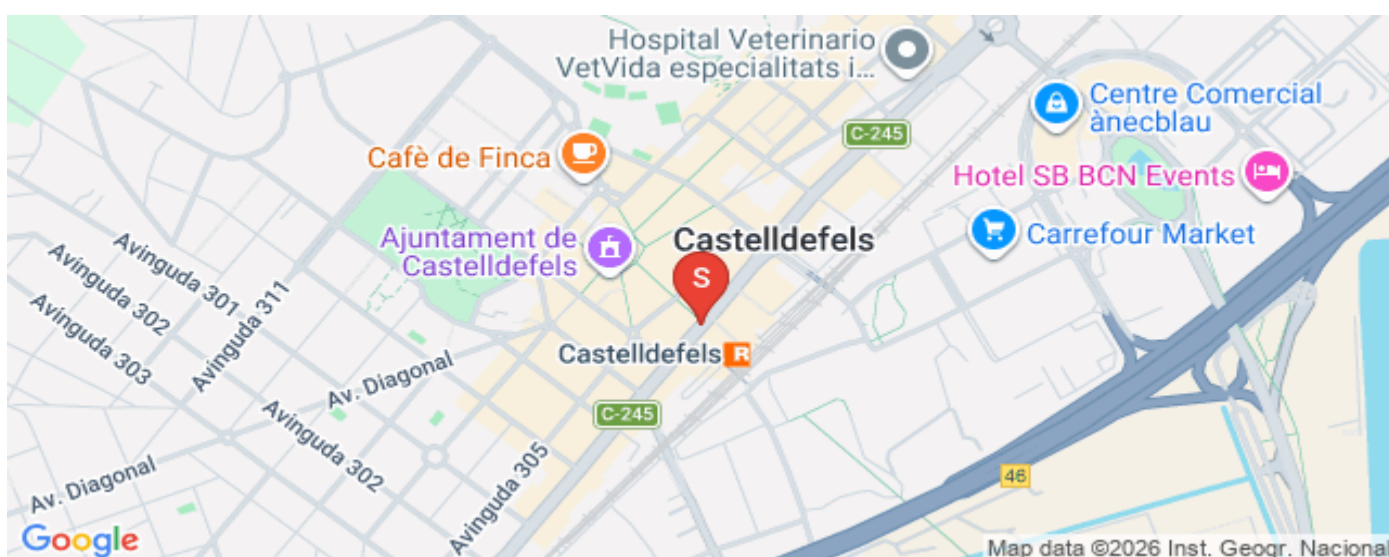 Hospital Veterinario
VetVida especialitats i...
C-245
Centre Comercial
ànecblau
Cafè de Finca
Hotel SB BCN Events
Ajuntament de
Castelldefels
Castelldefels
Carrefour Market
S
Avinguda 301
Avinguda 302
Avinguda 303
Avinguda 311
Castelldefels R
Av. Diagonal
C-245
Avinguda 302
Avinguda 305
46
Av. Diagonal
Google
Map data ©2026 Inst. Geogr. Nacional